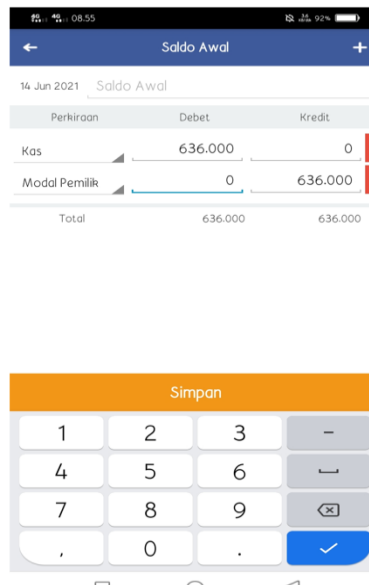 08.55 92%
Saldo Awal
14 Jun 2021 Saldo Awal
Perkiraan Debet Kredit
Kas 636.000 0
Modal Pemilik 0 636.000
Total 636.000 636.000
Simpan
1 2 3 -
4 5 6
7 8 9
, 0 .